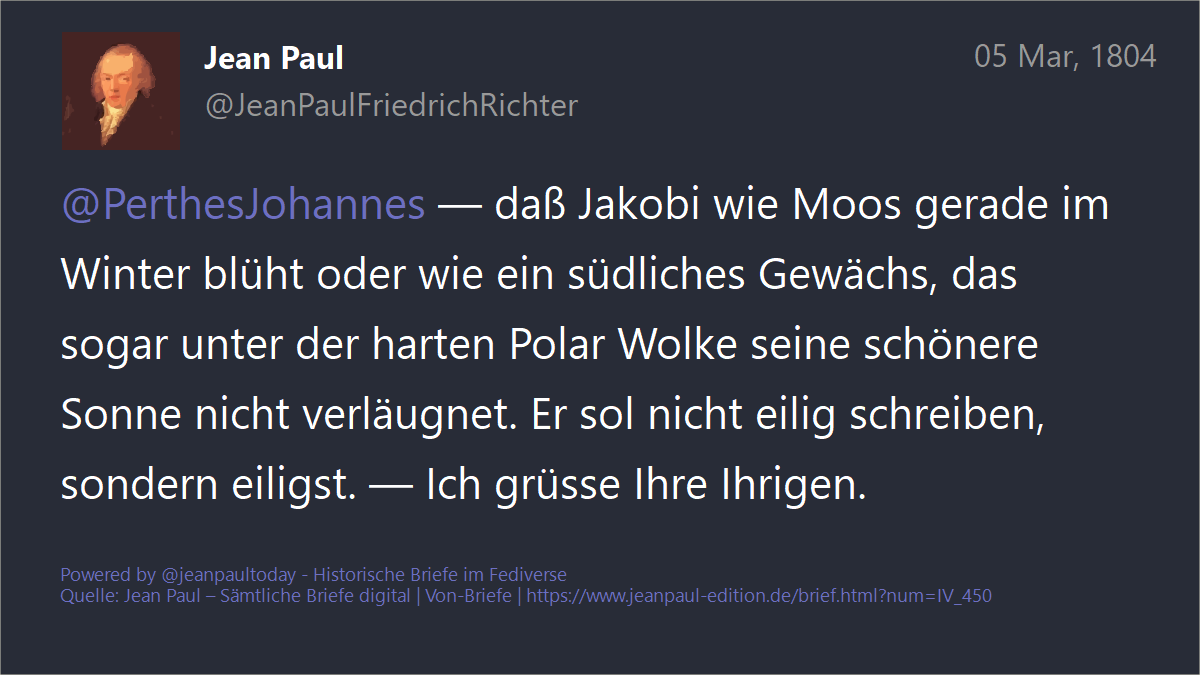 Jean Paul
05 Mar, 1804
@JeanPaulFriedrichRichter
@PerthesJohannes — daß Jakobi wie Moos gerade im
Winter blüht oder wie ein südliches Gewächs, das
sogar unter der harten Polar Wolke seine schönere
Sonne nicht verläugnet. Er sol nicht eilig schreiben,
sondern eiligst. — Ich grüsse Ihre Ihrigen.
Powered by @jeanpaultoday - Historische Briefe im Fediverse
Quelle: Jean Paul – Sämtliche Briefe digital | Von-Briefe | https://www.jeanpaul-edition.de/brief.html?num=IV_450